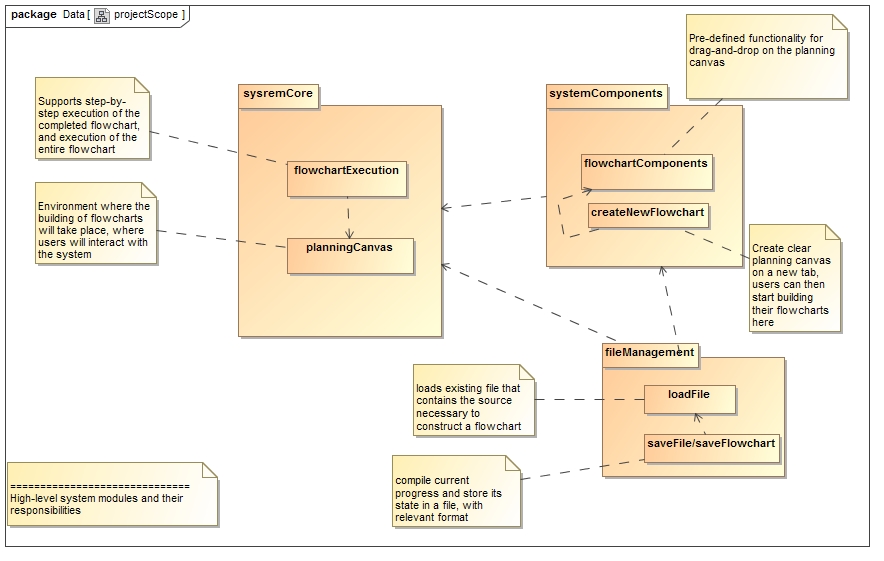 package Data [ projectScope ]
Pre-defined functionality for
drag-and-drop on the planning
canvas
sysremCore
systemComponents
Supports step-by-
step execution of the
completed flowchart,
and execution of the
entire flowchart
flowchartExecution
flowchartComponents
Environment where the
building of flowcharts
will take place, where
users will interact with
the system
createNewFlowchart
planningCanvas
Create clear
planning canvas
on a new tab,
users can then
start building
their flowcharts
here
fileManagement
loads existing file that
contains the source
necessary to
construct a flowchart
loadFile
saveFile/saveFlowchart
compile current
progress and store its
state in a file, with
relevant format
==============================
High-level system modules and their
responsibilities